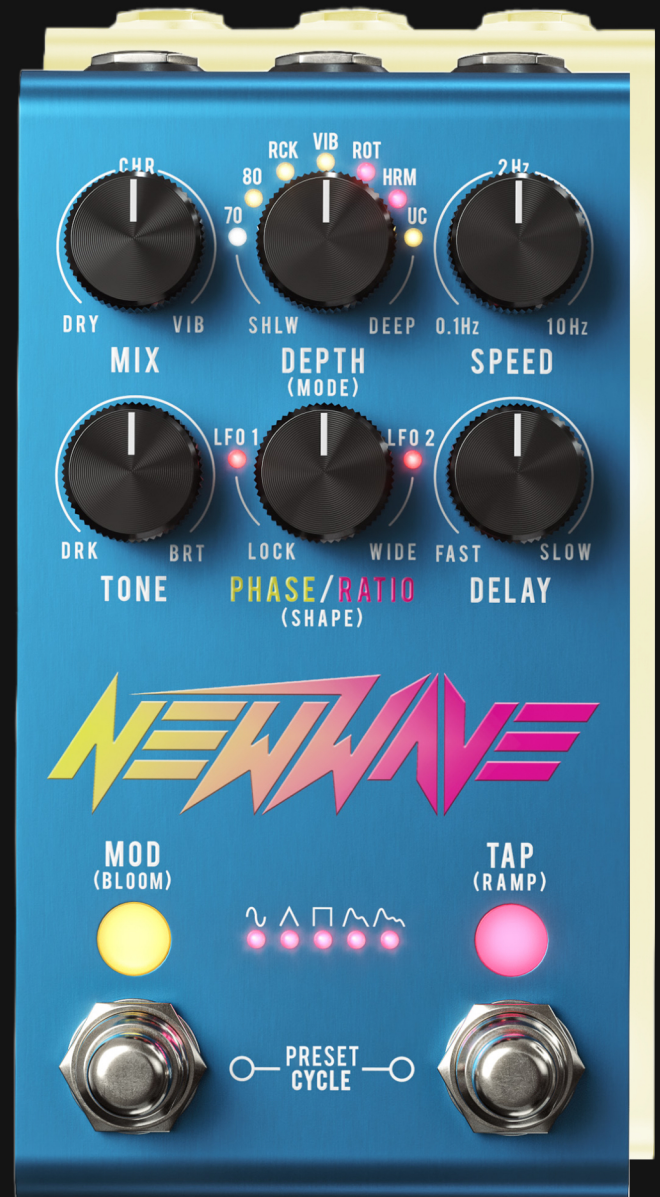 CHR
RCK VIB ROT
80 HRM
70 UC
2Hz
DRY VIB
SHLW DEEP
0.1Hz 10Hz
MIX
DEPTH
(MODE)
SPEED
LFO 1 LFO 2
DRK BRT
LOCK WIDE
FAST SLOW
TONE
PHASE/RATIO
(SHAPE)
DELAY
NEWWAVE
MOD
(BLOOM)
TAP
(RAMP)
PRESET
CYCLE